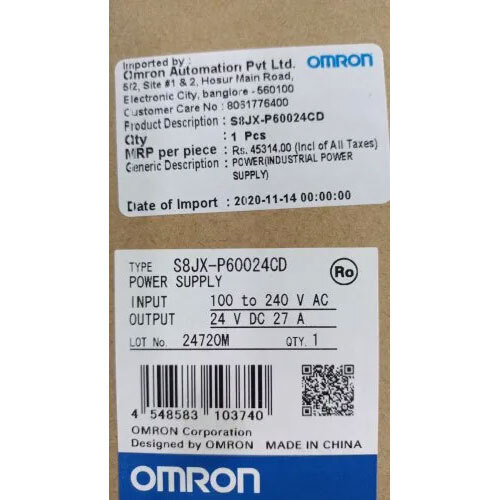 Imported by :
Omron Automation Pvt Ltd. OMRON
5/2, Site #1 & 2, Hosur Main Road,
Electronic City, banglore - 560100
Customer Care No : 8061776400
Product Description : S8JX-P60024CD
Qty : 1 Pcs
MRP per piece : Rs. 45314.00 (Incl of All Taxes)
Generic Description : POWER(INDUSTRIAL POWER
SUPPLY)
Date of Import : 2020-11-14 00:00:00
TYPE S8JX-P60024CD
Ro
POWER SUPPLY
INPUT 100 to 240 V AC
OUTPUT 24 V DC 27 A
LOT No. 24720M QTY. 1
4 548583 103740
OMRON Corporation
Designed by OMRON MADE IN CHINA
OMRON